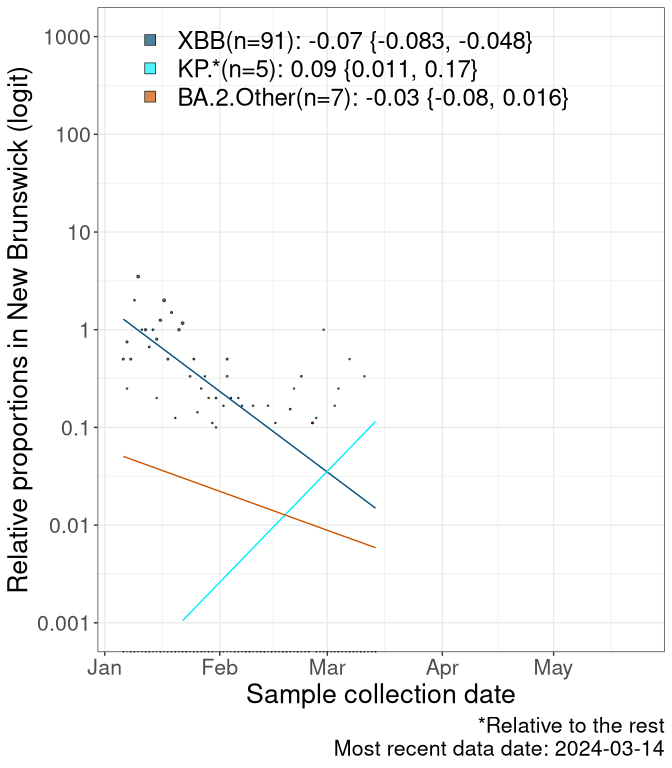 XBB(n=91): -0.07 {-0.083, -0.048}
KP.*(n=5): 0.09 {0.011, 0.17}
BA.2.Other(n=7): -0.03 {-0.08, 0.016}
Relative proportions in New Brunswick (logit)
1000
100
10
1
0.1
0.01
0.001
Jan Feb Mar Apr May
Sample collection date
*Relative to the rest
Most recent data date: 2024-03-14